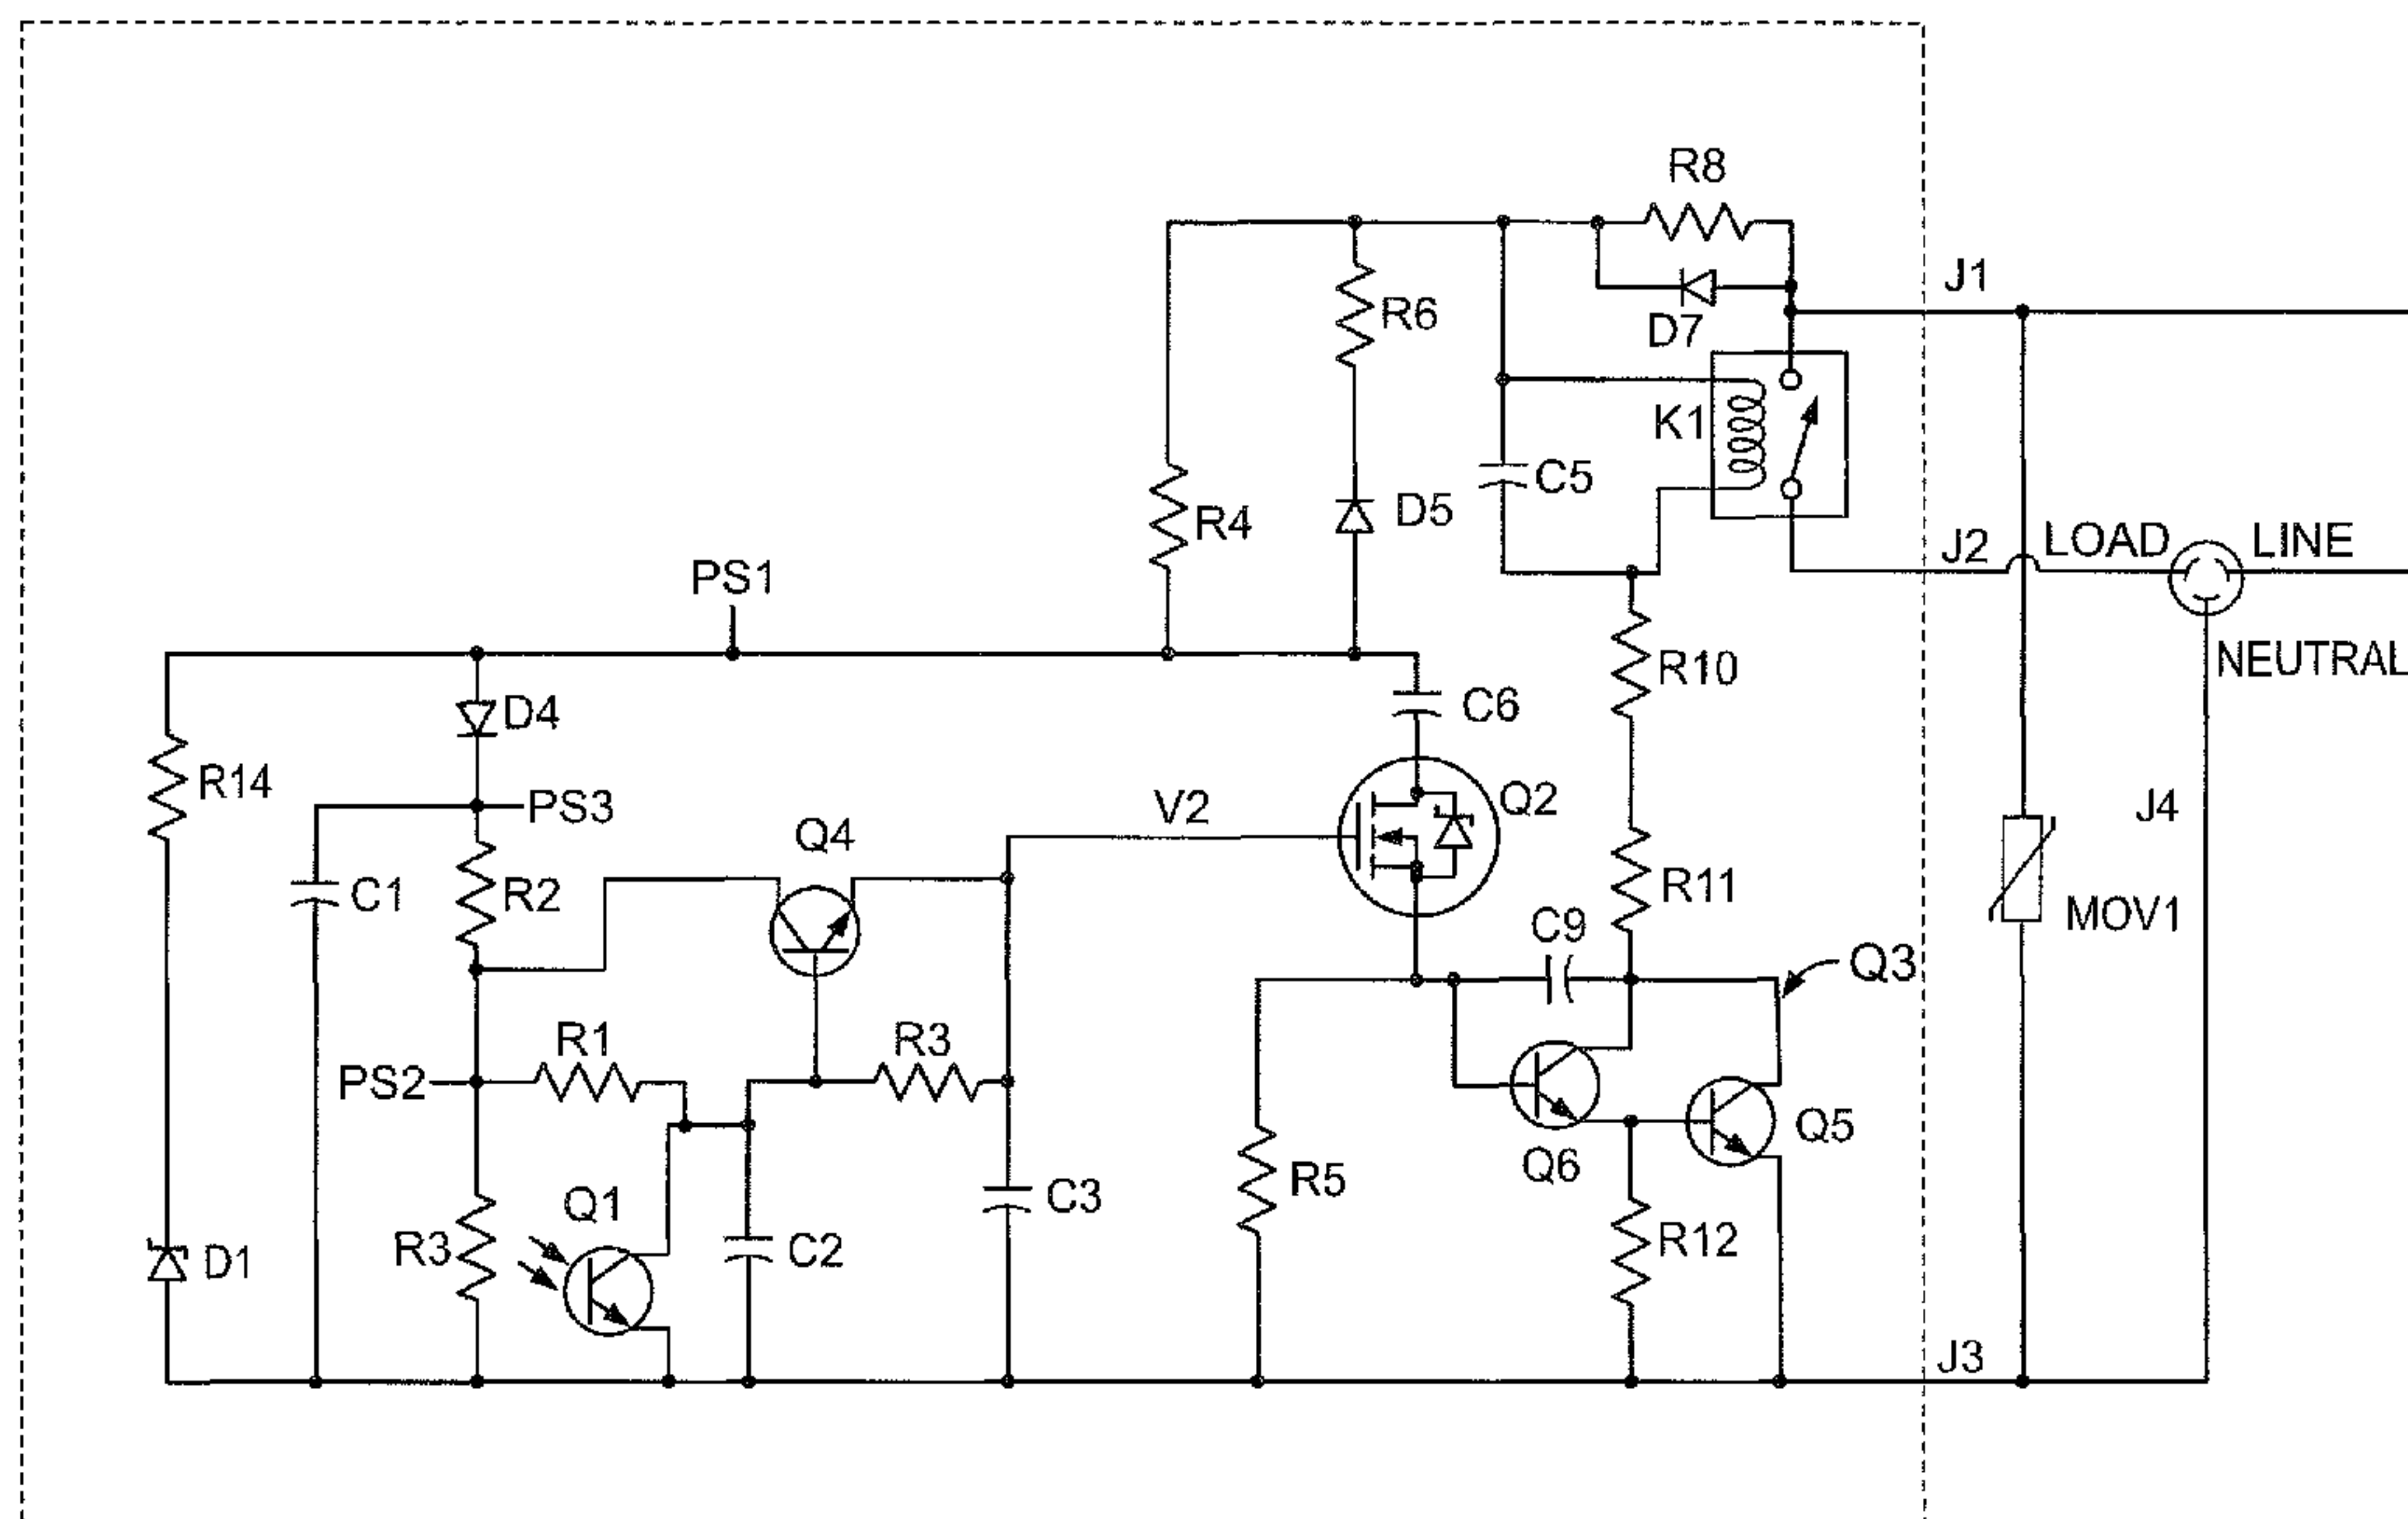 R8
J1
D7
R6
K1
C5
D5
R4
J2
LOAD
LINE
PS1
NEUTRAL
R10
D4
C6
R14
PS3
V2
Q2
J4
Q4
C1
R2
R11
MOV1
C9
Q3
R1
R3
PS2
Q5
Q6
R5
Q1
C3
R3
C2
R12
D1
J3